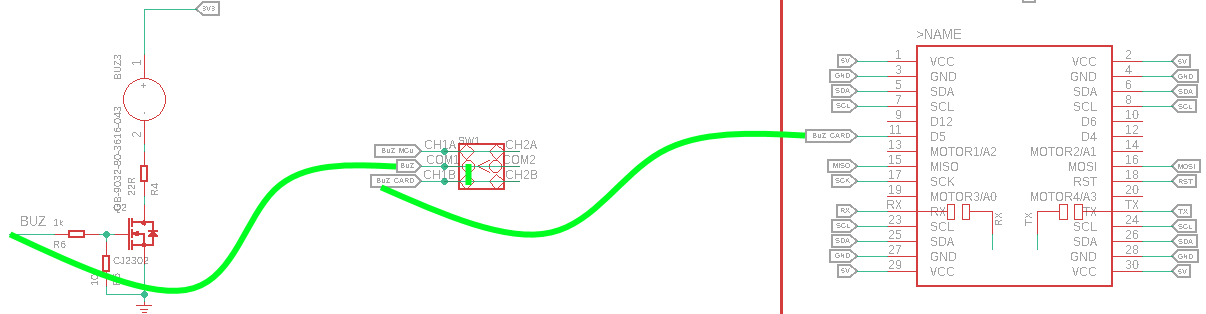 3V3
BUZ3
1
+
-
2
QB-9032-80-3616-043
22R
R4
BUZ
1k
R6
CJ2302
BUZ MCU
BUZ
BUZ CARD
SW1
CH1A
COM1
CH1B
CH2A
COM2
CH2B
BUZ CARD
>NAME
5V 1 VCC VCC 2 5V
GND 3 GND GND 4 GND
SDA 5 SDA SDA 6 SDA
SCL 7 SCL SCL 8 SCL
9 D12 D6 10
11 D5 D4 12
13 MOTOR1/A2 MOTOR2/A1 14
MISO 15 MISO MOSI 16 MOSI
SCK 17 SCK RST 18 RST
19 MOTOR3/A0 MOTOR4/A3 20
RX RX RX RX TX TX TX TX
SCL 23 SCL SCL 24 SCL
SDA 25 SDA SDA 26 SDA
GND 27 GND GND 28 GND
5V 29 VCC VCC 30 5V